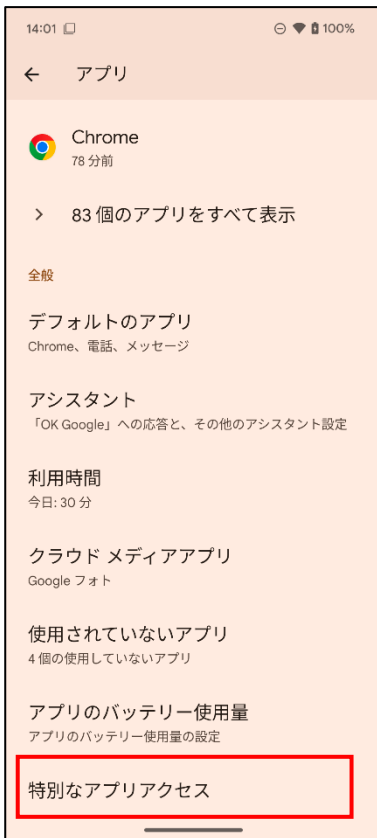 14:01 100%
アプリ
Chrome
78 分前
83 個のアプリをすべて表示
全般
デフォルトのアプリ
Chrome、電話、メッセージ
アシスタント
「OK Google」への応答と、その他のアシスタント設定
利用時間
今日: 30 分
クラウド メディアアプリ
Google フォト
使用されていないアプリ
4 個の使用していないアプリ
アプリのバッテリー使用量
アプリのバッテリー使用量の設定
特別なアプリアクセス